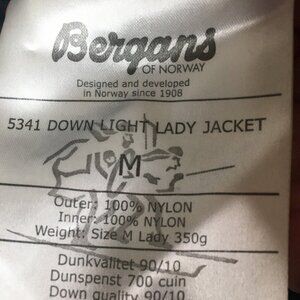 Bergans
OF NORWAY
Designed and developed
in Norway since 1908
5341 DOWN LIGHT LADY JACKET
M
Outer: 100% NYLON
Inner: 100% NYLON
Weight: Size M Lady 350g
Dunkvalitet 90/10
Dunspenst 700 cuin
Down quality 90/10